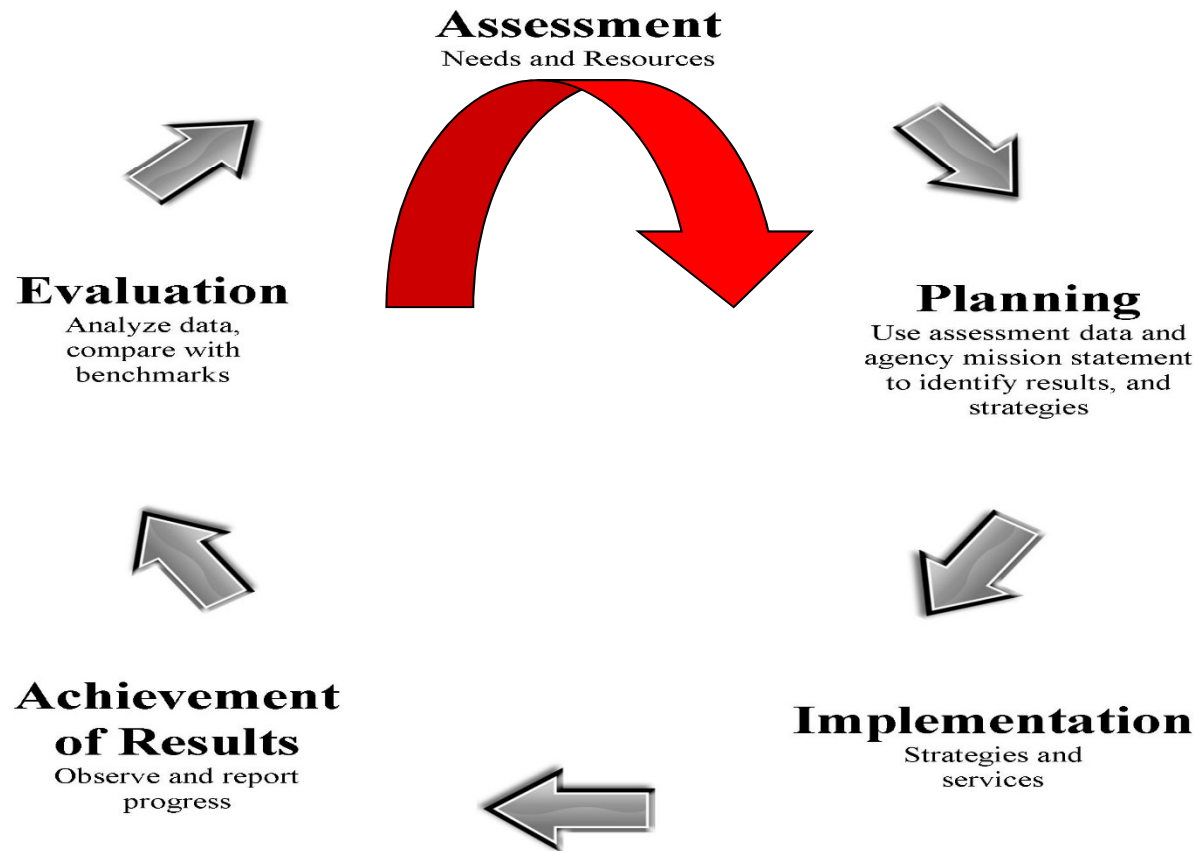 Assessment
Needs and Resources
Planning
Use assessment data and
agency mission statement
to identify results, and
strategies
Implementation
Strategies and
services
Achievement
of Results
Observe and report
progress
Evaluation
Analyze data,
compare with
benchmarks